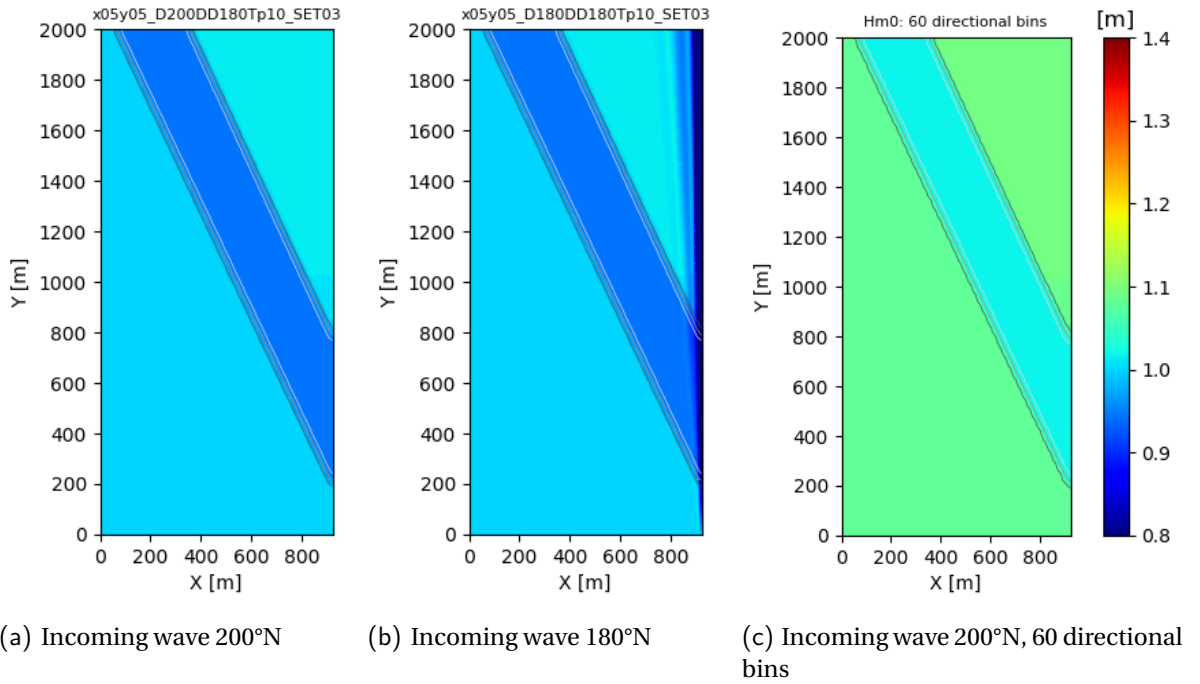 x05y05_D200DD180Tp10_SET03
2000
1800
1600
1400
1200
1000
800
600
400
200
0
Y [m]
0 200 400 600 800
X [m]
x05y05_D180DD180Tp10_SET03
2000
1800
1600
1400
1200
1000
800
600
400
200
0
Y [m]
0 200 400 600 800
X [m]
Hm0: 60 directional bins
2000
1800
1600
1400
1200
1000
800
600
400
200
0
Y [m]
0 200 400 600 800
X [m]
[m]
1.4
1.3
1.2
1.1
1.0
0.9
0.8
(a) Incoming wave 200°N
(b) Incoming wave 180°N
(c) Incoming wave 200°N, 60 directional
bins